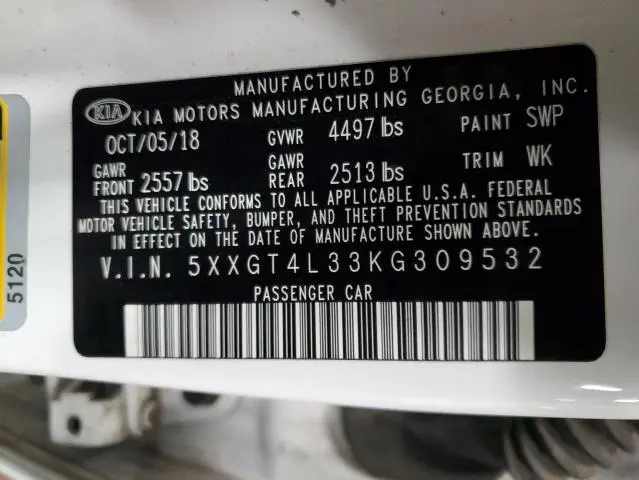 MANUFACTURED BY
KIA KIA MOTORS MANUFACTURING GEORGIA, INC.
OCT/05/18 GVWR 4497 lbs PAINT SWP
GAWR FRONT 2557 lbs GAWR REAR 2513 lbs TRIM WK
THIS VEHICLE CONFORMS TO ALL APPLICABLE U.S.A. FEDERAL
MOTOR VEHICLE SAFETY, BUMPER, AND THEFT PREVENTION STANDARDS
IN EFFECT ON THE DATE OF MANUFACTURE SHOWN ABOVE.
V.I.N. 5XXGT4L33KG309532
PASSENGER CAR
5120